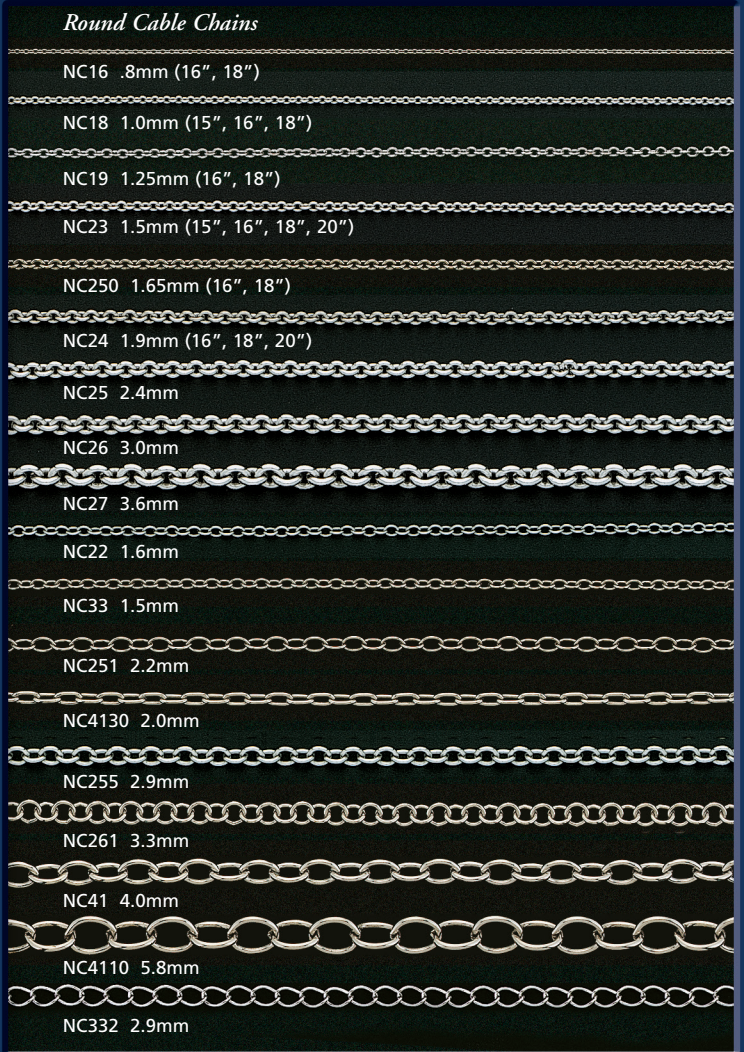 Round Cable Chains
NC16 .8mm (16”, 18”)
NC18 1.0mm (15”, 16”, 18”)
NC19 1.25mm (16”, 18”)
NC23 1.5mm (15”, 16”, 18”, 20”)
NC250 1.65mm (16”, 18”)
NC24 1.9mm (16”, 18”, 20”)
NC25 2.4mm
NC26 3.0mm
NC27 3.6mm
NC22 1.6mm
NC33 1.5mm
NC251 2.2mm
NC4130 2.0mm
NC255 2.9mm
NC261 3.3mm
NC41 4.0mm
NC4110 5.8mm
NC332 2.9mm